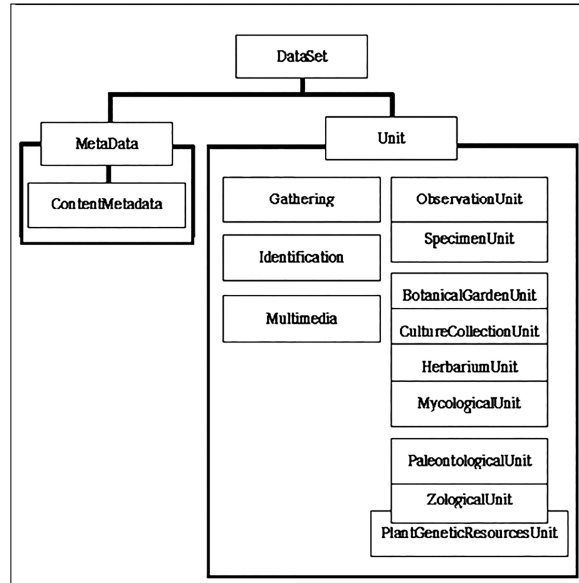 DataSet
MetaData
ContentMetadata
Unit
Gathering
Identification
Multimedia
ObservationUnit
SpecimenUnit
BotanicalGardenUnit
CultureCollectionUnit
HerbariumUnit
MycologicalUnit
PaleontologicalUnit
ZologicalUnit
PlantGeneticResourcesUnit